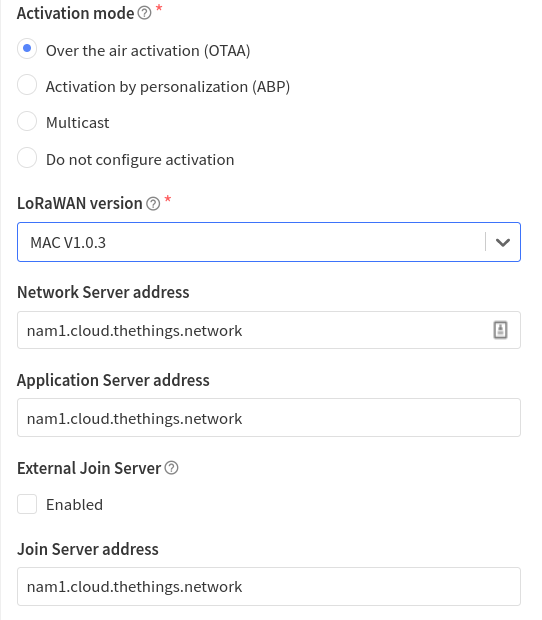 Activation mode ? *
Over the air activation (OTAA)
Activation by personalization (ABP)
Multicast
Do not configure activation
LoRaWAN version ? *
MAC V1.0.3
Network Server address
nam1.cloud.thethings.network
Application Server address
nam1.cloud.thethings.network
External Join Server ?
Enabled
Join Server address
nam1.cloud.thethings.network